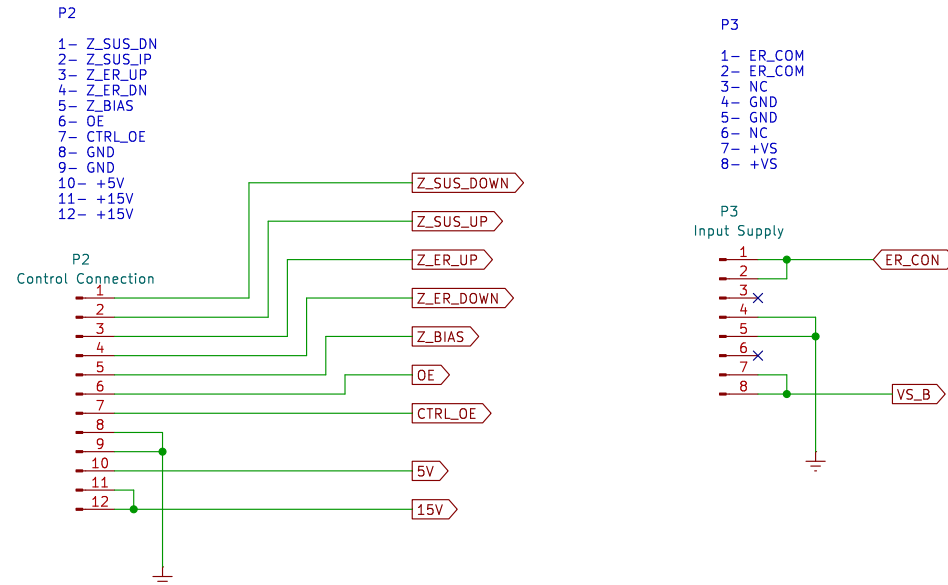 P2
1- Z_SUS_DN
2- Z_SUS_IP
3- Z_ER_UP
4- Z_ER_DN
5- Z_BIAS
6- OE
7- CTRL_OE
8- GND
9- GND
10- +5V
11- +15V
12- +15V
P2
Control Connection
1
2
3
4
5
6
7
8
9
10
11
12
Z_SUS_DOWN
Z_SUS_UP
Z_ER_UP
Z_ER_DOWN
Z_BIAS
OE
CTRL_OE
5V
15V
P3
1- ER_COM
2- ER_COM
3- NC
4- GND
5- GND
6- NC
7- +VS
8- +VS
P3
Input Supply
1
2
3
4
5
6
7
8
ER_CON
VS_B